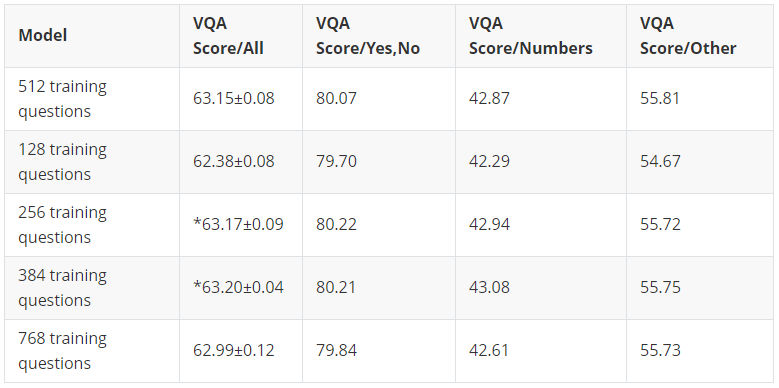 Model VQA Score/All VQA Score/Yes,No VQA Score/Numbers VQA Score/Other
512 training questions 63.15±0.08 80.07 42.87 55.81
128 training questions 62.38±0.08 79.70 42.29 54.67
256 training questions *63.17±0.09 80.22 42.94 55.72
384 training questions *63.20±0.04 80.21 43.08 55.75
768 training questions 62.99±0.12 79.84 42.61 55.73